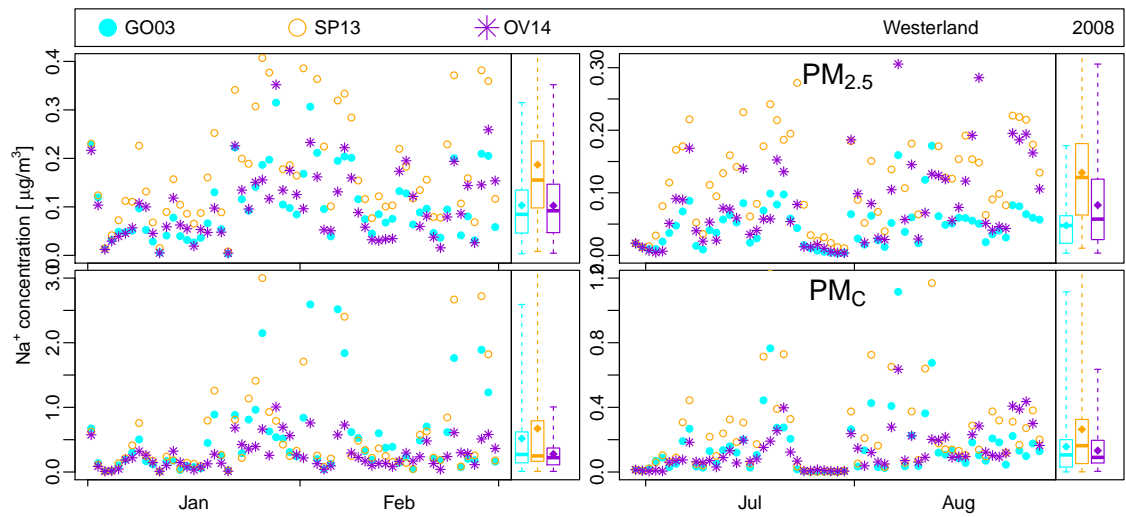 GO03 SP13 OV14 Westerland 2008
Na⁺ concentration [µg/m³]
0.0 0.1 0.2 0.3 0.4
PM₂.₅
0.00 0.10 0.20 0.30
0.0 1.0 2.0 3.0
PM_C
0.0 0.4 0.8 1.2
Jan Feb Jul Aug